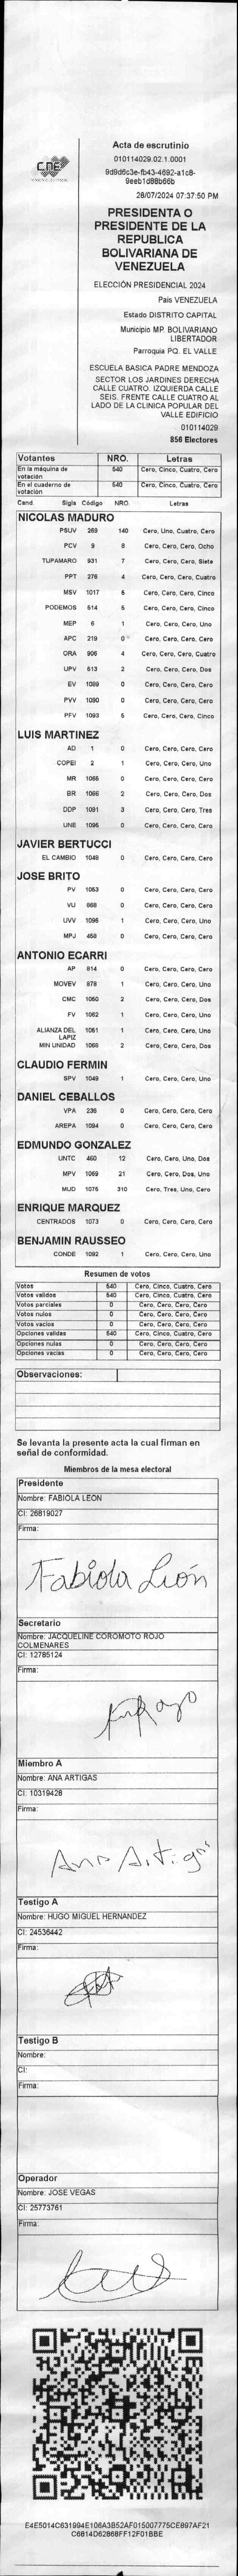 CNE
Acta de escrutinio
010114029.02.1.0001
9d9d6c3e-fb43-4692-a1c8-
9eeb1d88b66b
28/07/2024 07:37:50 PM
PRESIDENTA O
PRESIDENTE DE LA
REPUBLICA
BOLIVARIANA DE
VENEZUELA
ELECCIÓN PRESIDENCIAL 2024
País VENEZUELA
Estado DISTRITO CAPITAL
Municipio MP. BOLIVARIANO
LIBERTADOR
Parroquia PQ. EL VALLE
ESCUELA BASICA PADRE MENDOZA
SECTOR LOS JARDINES DERECHA
CALLE CUATRO. IZQUIERDA CALLE
SEIS. FRENTE CALLE CUATRO AL
LADO DE LA CLINICA POPULAR DEL
VALLE EDIFICIO
010114029
856 Electores
Votantes NRO. Letras
En la máquina de votación 540 Cero, Cinco, Cuatro, Cero
En el cuaderno de votación 540 Cero, Cinco, Cuatro, Cero
Cand. Sigla Código NRO. Letras
NICOLAS MADURO
PSUV 269 140 Cero, Uno, Cuatro, Cero
PCV 9 8 Cero, Cero, Cero, Ocho
TUPAMARO 931 7 Cero, Cero, Cero, Siete
PPT 276 4 Cero, Cero, Cero, Cuatro
MSV 1017 5 Cero, Cero, Cero, Cinco
PODEMOS 514 5 Cero, Cero, Cero, Cinco
MEP 6 1 Cero, Cero, Cero, Uno
APC 219 0 Cero, Cero, Cero, Cero
ORA 906 4 Cero, Cero, Cero, Cuatro
UPV 513 2 Cero, Cero, Cero, Dos
EV 1089 0 Cero, Cero, Cero, Cero
PVV 1090 0 Cero, Cero, Cero, Cero
PFV 1093 5 Cero, Cero, Cero, Cinco
LUIS MARTINEZ
AD 1 0 Cero, Cero, Cero, Cero
COPEI 2 1 Cero, Cero, Cero, Uno
MR 1065 0 Cero, Cero, Cero, Cero
BR 1066 2 Cero, Cero, Cero, Dos
DDP 1091 3 Cero, Cero, Cero, Tres
UNE 1095 0 Cero, Cero, Cero, Cero
JAVIER BERTUCCI
EL CAMBIO 1048 0 Cero, Cero, Cero, Cero
JOSE BRITO
PV 1053 0 Cero, Cero, Cero, Cero
VU 868 0 Cero, Cero, Cero, Cero
UVV 1096 1 Cero, Cero, Cero, Uno
MPJ 458 0 Cero, Cero, Cero, Cero
ANTONIO ECARRI
AP 814 0 Cero, Cero, Cero, Cero
MOVEV 878 1 Cero, Cero, Cero, Uno
CMC 1050 2 Cero, Cero, Cero, Dos
FV 1062 1 Cero, Cero, Cero, Uno
ALIANZA DEL LAPIZ 1051 1 Cero, Cero, Cero, Uno
MIN UNIDAD 1068 2 Cero, Cero, Cero, Dos
CLAUDIO FERMIN
SPV 1049 1 Cero, Cero, Cero, Uno
DANIEL CEBALLOS
VPA 236 0 Cero, Cero, Cero, Cero
AREPA 1094 0 Cero, Cero, Cero, Cero
EDMUNDO GONZALEZ
UNTC 460 12 Cero, Cero, Uno, Dos
MPV 1069 21 Cero, Cero, Dos, Uno
MUD 1076 310 Cero, Tres, Uno, Cero
ENRIQUE MARQUEZ
CENTRADOS 1073 0 Cero, Cero, Cero, Cero
BENJAMIN RAUSSEO
CONDE 1092 1 Cero, Cero, Cero, Uno
Resumen de votos
Votos 540 Cero, Cinco, Cuatro, Cero
Votos validos 540 Cero, Cinco, Cuatro, Cero
Votos parciales 0 Cero, Cero, Cero, Cero
Votos nulos 0 Cero, Cero, Cero, Cero
Votos vacios 0 Cero, Cero, Cero, Cero
Opciones validas 540 Cero, Cinco, Cuatro, Cero
Opciones nulas 0 Cero, Cero, Cero, Cero
Opciones vacias 0 Cero, Cero, Cero, Cero
Observaciones:
Se levanta la presente acta la cual firman en
señal de conformidad.
Miembros de la mesa electoral
Presidente
Nombre: FABIOLA LEON
CI: 26819027
Firma:
Fabiola León
Secretario
Nombre: JACQUELINE COROMOTO ROJO
COLMENARES
CI: 12785124
Firma:
Miembro A
Nombre: ANA ARTIGAS
CI: 10319428
Firma:
Ana Artigas
Testigo A
Nombre: HUGO MIGUEL HERNANDEZ
CI: 24536442
Firma:
Testigo B
Nombre:
CI:
Firma:
Operador
Nombre: JOSE VEGAS
CI: 25773761
Firma:
E4E5014C631994E106A3B52AF015007775CE897AF21
C6814D62868FF12F01BBE